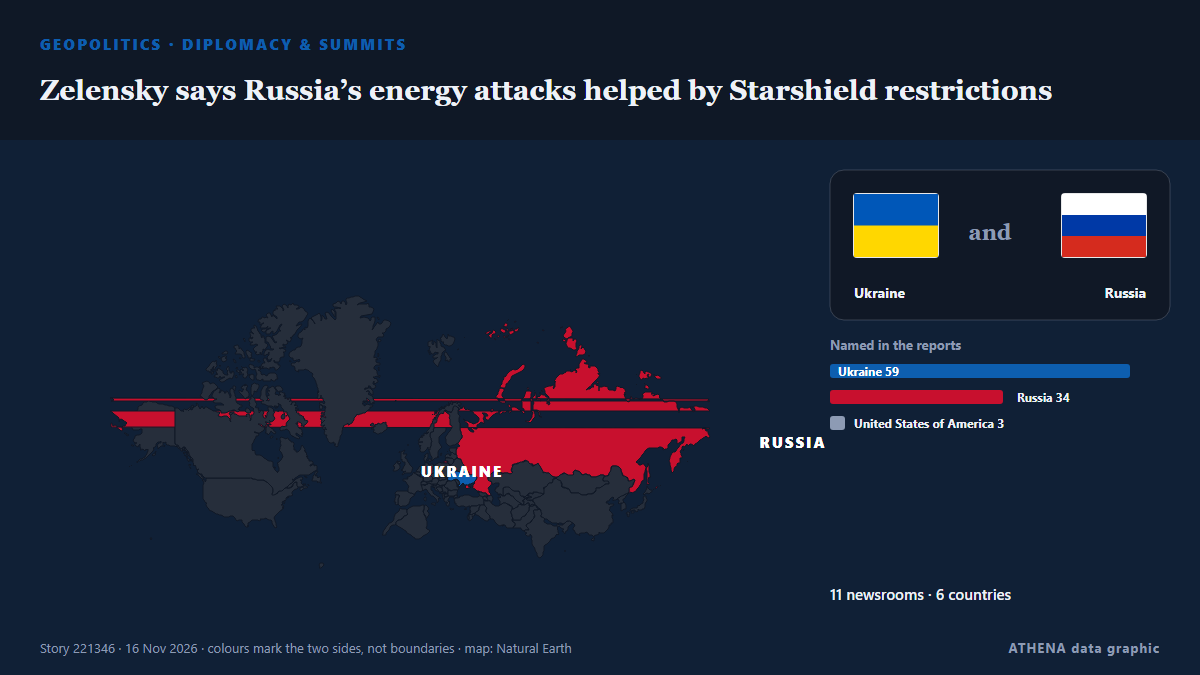 GEOPOLITICS · DIPLOMACY & SUMMITS
Zelensky says Russia’s energy attacks helped by Starshield restrictions
and
Ukraine
Russia
Named in the reports
Ukraine 59
Russia 34
United States of America 3
RUSSIA
UKRAINE
11 newsrooms · 6 countries
Story 221346 · 16 Nov 2026 · colours mark the two sides, not boundaries · map: Natural Earth
ATHENA data graphic